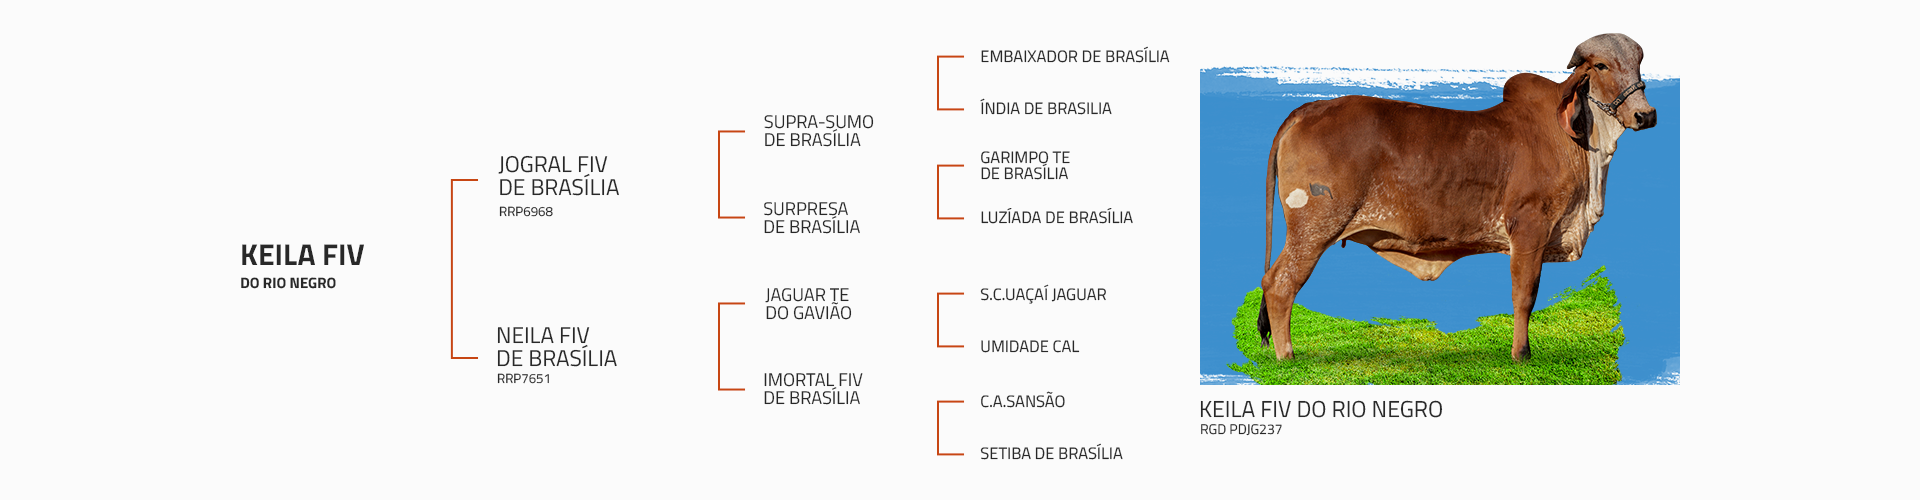 KEILA FIV
DO RIO NEGRO
JOGRAL FIV
DE BRASÍLIA
RRP6968
NEILA FIV
DE BRASÍLIA
RRP7651
SUPRA-SUMO
DE BRASÍLIA
SURPRESA
DE BRASÍLIA
JAGUAR TE
DO GAVIÃO
IMORTAL FIV
DE BRASÍLIA
EMBAIXADOR DE BRASÍLIA
ÍNDIA DE BRASILIA
GARIMPO TE
DE BRASÍLIA
LUZÍADA DE BRASÍLIA
S.C.UAÇAÍ JAGUAR
UMIDADE CAL
C.A.SANSÃO
SETIBA DE BRASÍLIA
KEILA FIV DO RIO NEGRO
RGD PDJG237